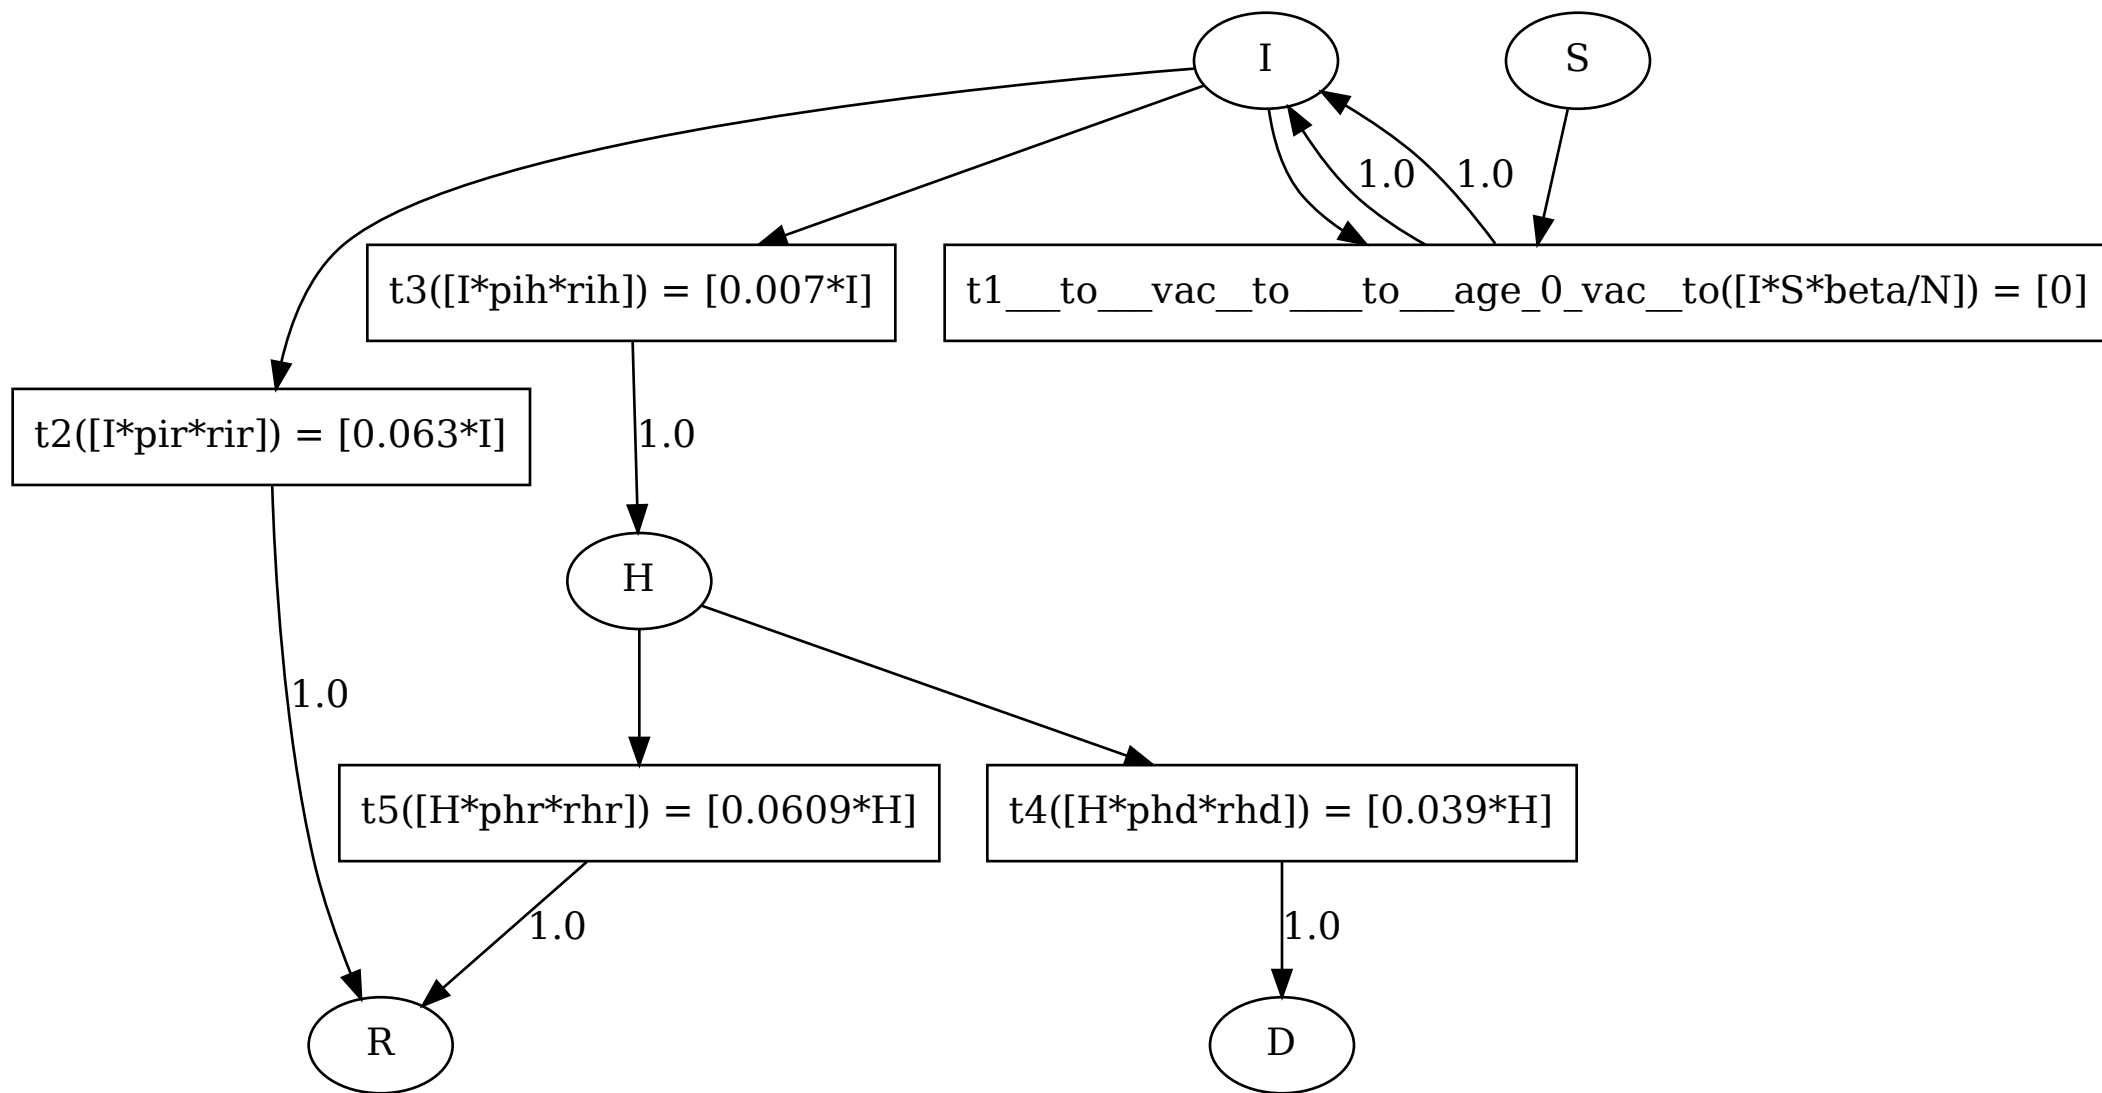 I
S
1.0
1.0
t3([I*pih*rih]) = [0.007*I]
t1___to___vac__to____to___age_0_vac__to([I*S*beta/N]) = [0]
t2([I*pir*rir]) = [0.063*I]
1.0
H
1.0
t5([H*phr*rhr]) = [0.0609*H]
t4([H*phd*rhd]) = [0.039*H]
1.0
1.0
R
D